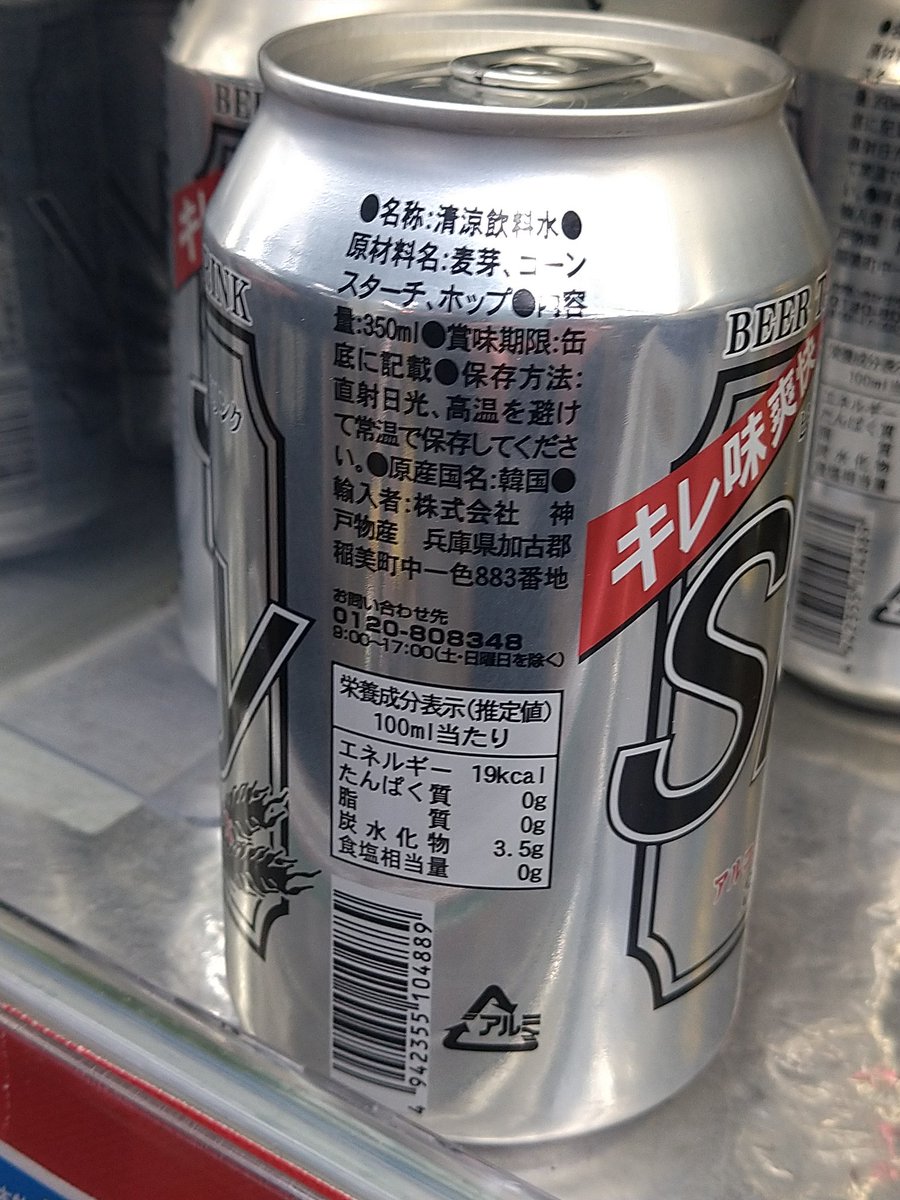 ●名称:清涼飲料水●
原材料名:麦芽、コーン
スターチ、ホップ●内容
量:350ml●賞味期限:缶
底に記載●保存方法:
直射日光、高温を避け
て常温で保存してくださ
い。●原産国名:韓国●
輸入者:株式会社 神
戸物産 兵庫県加古郡
稲美町中一色883番地
お問い合わせ先
0120-808348
9:00~17:00(土・日曜日を除く)
栄養成分表示(推定値)
100ml当たり
エネルギー 19kcal
たんぱく質 0g
脂質 0g
炭水化物 3.5g
食塩相当量 0g
4942355104889
アルミ
BEER
キレ味爽快